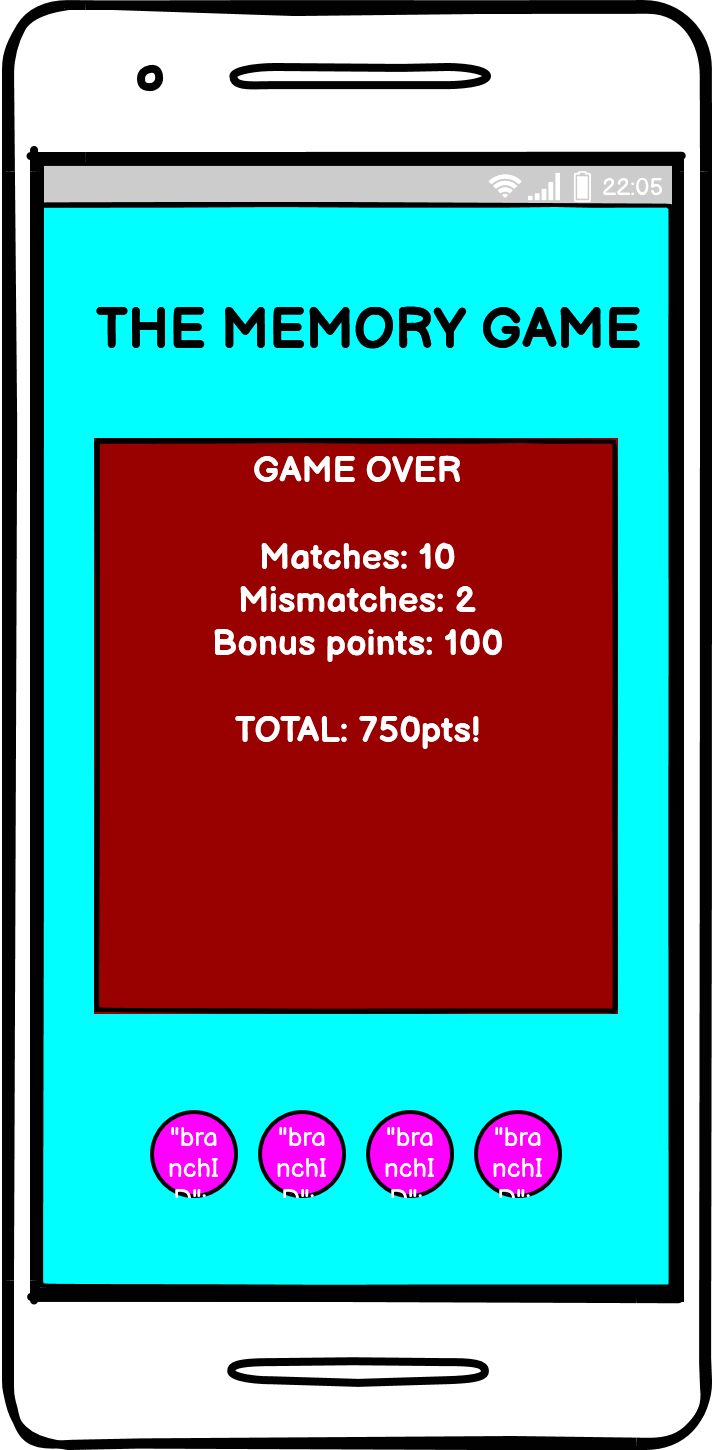 22:05
THE MEMORY GAME
GAME OVER
Matches: 10
Mismatches: 2
Bonus points: 100
TOTAL: 750pts!
"bra "bra "bra "bra
nchI nchI nchI nchI
D": D": D": D":